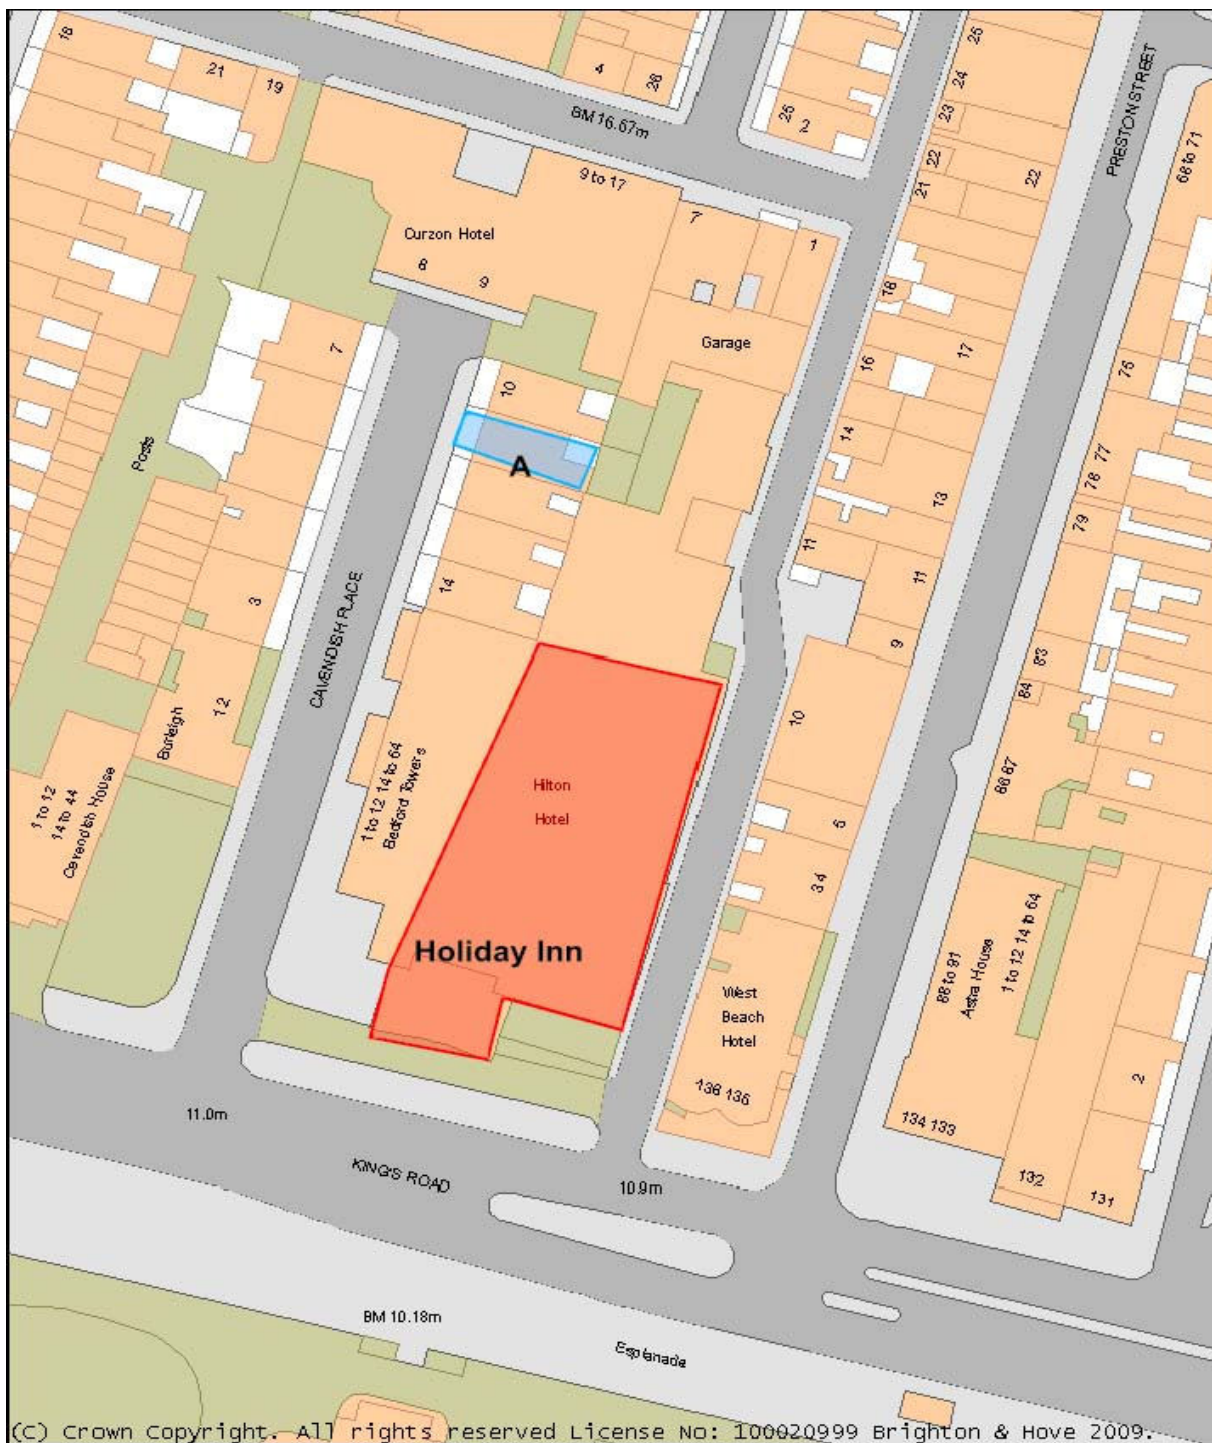 18
21
19
4
26
25
2
BM 16.67m
25
24
23
22
21
22
PRESTON STREET
68 to 71
9 to 17
7
1
Curzon Hotel
8
9
18
17
16
Garage
7
10
75
14
13
77
78
79
Posts
A
11
11
3
14
9
83
84
CAVENDISH PLACE
10
12
Burleigh
1 to 12 14 to 64
Bedford Towers
Hilton
Hotel
86 87
5
34
1 to 12
14 to 44
Cavendish House
Holiday Inn
88 to 91
Astra House
1 to 12 14 to 64
West
Beach
Hotel
136 135
2
134 133
132
131
11.0m
KING'S ROAD
10.9m
BM 10.18m
Esplanade
(c) Crown Copyright. All rights reserved License No: 100020999 Brighton & Hove 2009.